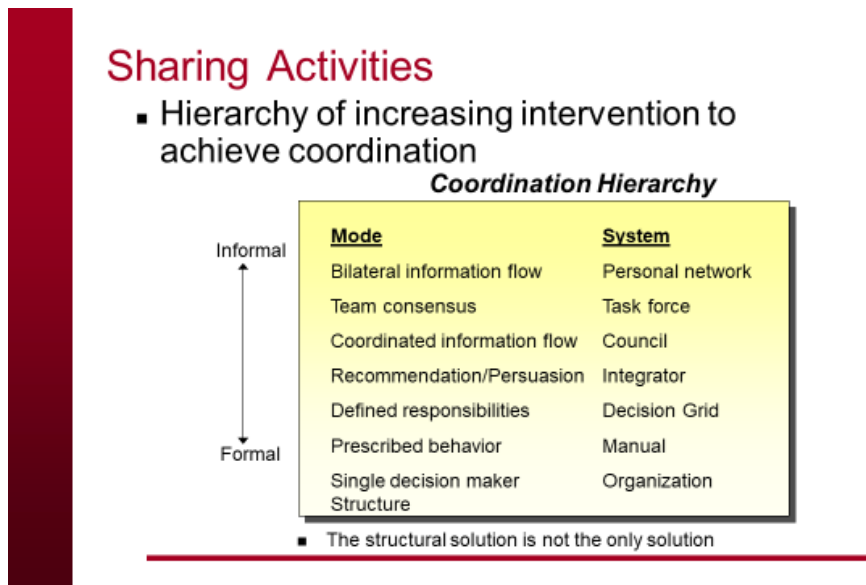 Sharing Activities
▪ Hierarchy of increasing intervention to
achieve coordination
Coordination Hierarchy
Informal
Formal
Mode System
Bilateral information flow Personal network
Team consensus Task force
Coordinated information flow Council
Recommendation/Persuasion Integrator
Defined responsibilities Decision Grid
Prescribed behavior Manual
Single decision maker Organization
Structure
▪ The structural solution is not the only solution